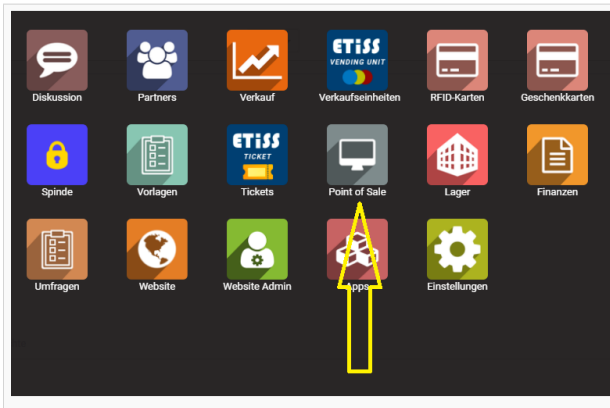 ETISS
VENDING UNIT
Diskussion
Partners
Verkauf
Verkaufseinheiten
RFID-Karten
Geschenkkarten
ETISS
TICKET
Spinde
Vorlagen
Tickets
Point of Sale
Lager
Finanzen
Umfragen
Website
Website Admin
Apps
Einstellungen